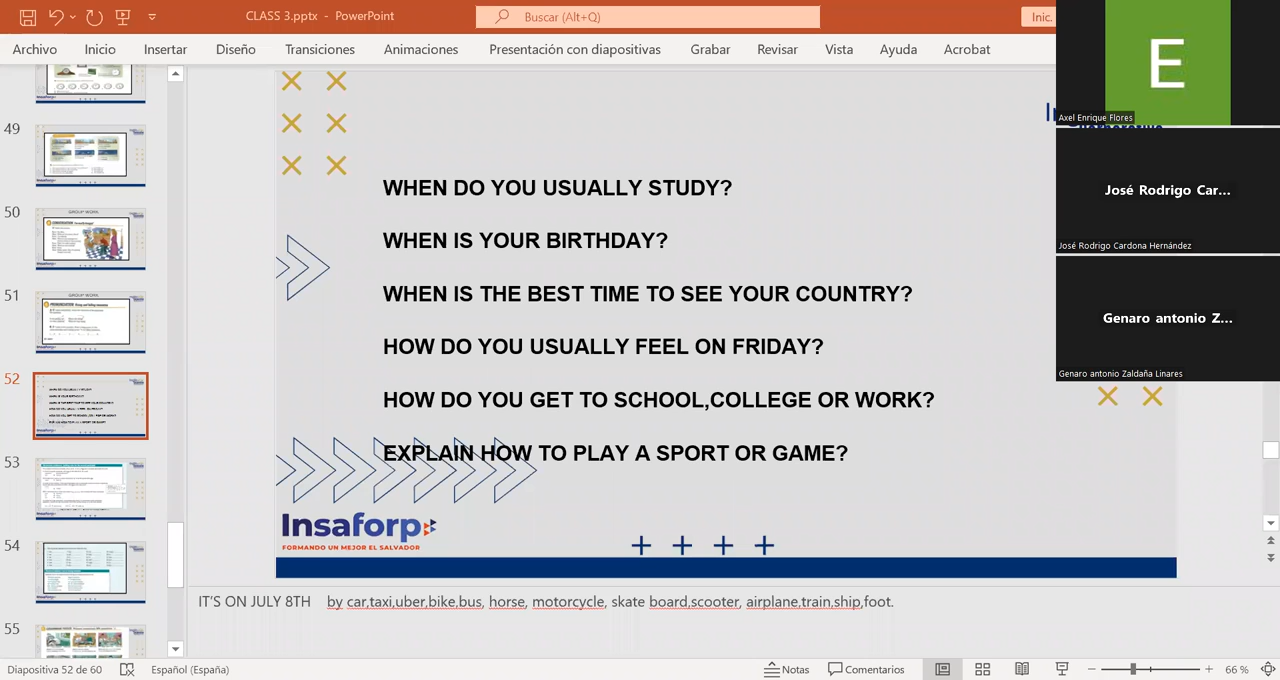 CLASS 3.pptx - PowerPoint
Buscar (Alt+Q)
Inic.
Archivo Inicio Insertar Diseño Transiciones Animaciones Presentación con diapositivas Grabar Revisar Vista Ayuda Acrobat
E
Axel Enrique Flores
José Rodrigo Car...
José Rodrigo Cardona Hernández
Genaro antonio Z...
Genaro antonio Zaldaña Linares
49
50
GROUP WORK
51
GROUP WORK
52
53
54
55
WHEN DO YOU USUALLY STUDY?
WHEN IS YOUR BIRTHDAY?
WHEN IS THE BEST TIME TO SEE YOUR COUNTRY?
HOW DO YOU USUALLY FEEL ON FRIDAY?
HOW DO YOU GET TO SCHOOL,COLLEGE OR WORK?
EXPLAIN HOW TO PLAY A SPORT OR GAME?
Insaforp
FORMANDO UN MEJOR EL SALVADOR
IT'S ON JULY 8TH by car,taxi,uber,bike,bus, horse, motorcycle, skate board,scooter, airplane,train,ship,foot.
Diapositiva 52 de 60 Español (España) Notas Comentarios 66 %